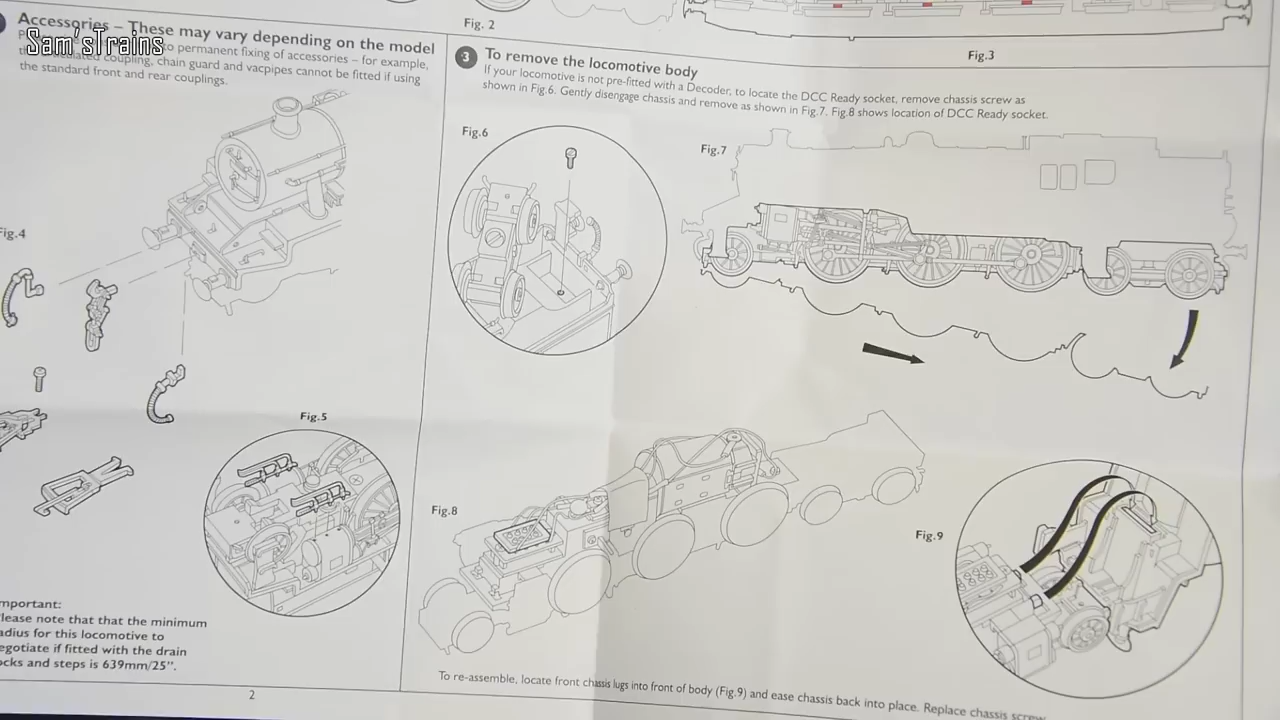 Fig. 2
Fig.3
Accessories – These may vary depending on the model
Sam'sTrains
to permanent fixing of accessories – for example,
coupling, chain guard and vacpipes cannot be fitted if using
the standard front and rear couplings.
Fig.4
Fig.5
mportant:
lease note that that the minimum
adius for this locomotive to
egotiate if fitted with the drain
ocks and steps is 639mm/25".
2
3 To remove the locomotive body
If your locomotive is not pre-fitted with a Decoder, to locate the DCC Ready socket, remove chassis screw as
shown in Fig.6. Gently disengage chassis and remove as shown in Fig.7. Fig.8 shows location of DCC Ready socket.
Fig.6
Fig.7
Fig.8
Fig.9
To re-assemble, locate front chassis lugs into front of body (Fig.9) and ease chassis back into place. Replace chassis screw